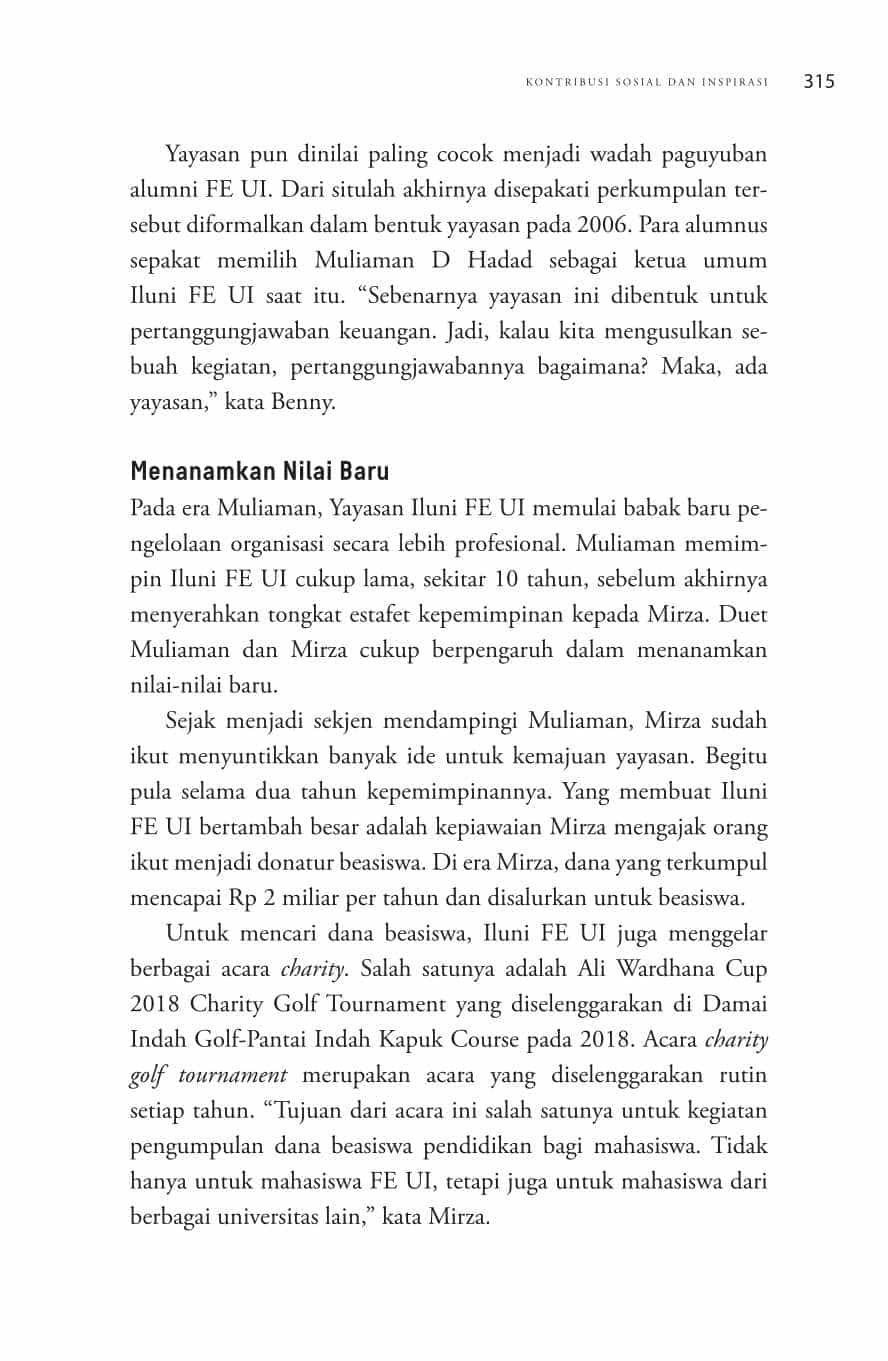 KONTRIBUSI SOSIAL DAN INSPIRASI 315
Yayasan pun dinilai paling cocok menjadi wadah paguyuban
alumni FE UI. Dari situlah akhirnya disepakati perkumpulan ter-
sebut diformalkan dalam bentuk yayasan pada 2006. Para alumnus
sepakat memilih Muliaman D Hadad sebagai ketua umum
Iluni FE UI saat itu. “Sebenarnya yayasan ini dibentuk untuk
pertanggungjawaban keuangan. Jadi, kalau kita mengusulkan se-
buah kegiatan, pertanggungjawabannya bagaimana? Maka, ada
yayasan,” kata Benny.
Menanamkan Nilai Baru
Pada era Muliaman, Yayasan Iluni FE UI memulai babak baru pe-
ngelolaan organisasi secara lebih profesional. Muliaman memim-
pin Iluni FE UI cukup lama, sekitar 10 tahun, sebelum akhirnya
menyerahkan tongkat estafet kepemimpinan kepada Mirza. Duet
Muliaman dan Mirza cukup berpengaruh dalam menanamkan
nilai-nilai baru.
Sejak menjadi sekjen mendampingi Muliaman, Mirza sudah
ikut menyuntikkan banyak ide untuk kemajuan yayasan. Begitu
pula selama dua tahun kepemimpinannya. Yang membuat Iluni
FE UI bertambah besar adalah kepiawaian Mirza mengajak orang
ikut menjadi donatur beasiswa. Di era Mirza, dana yang terkumpul
mencapai Rp 2 miliar per tahun dan disalurkan untuk beasiswa.
Untuk mencari dana beasiswa, Iluni FE UI juga menggelar
berbagai acara charity. Salah satunya adalah Ali Wardhana Cup
2018 Charity Golf Tournament yang diselenggarakan di Damai
Indah Golf-Pantai Indah Kapuk Course pada 2018. Acara charity
golf tournament merupakan acara yang diselenggarakan rutin
setiap tahun. “Tujuan dari acara ini salah satunya untuk kegiatan
pengumpulan dana beasiswa pendidikan bagi mahasiswa. Tidak
hanya untuk mahasiswa FE UI, tetapi juga untuk mahasiswa dari
berbagai universitas lain,” kata Mirza.